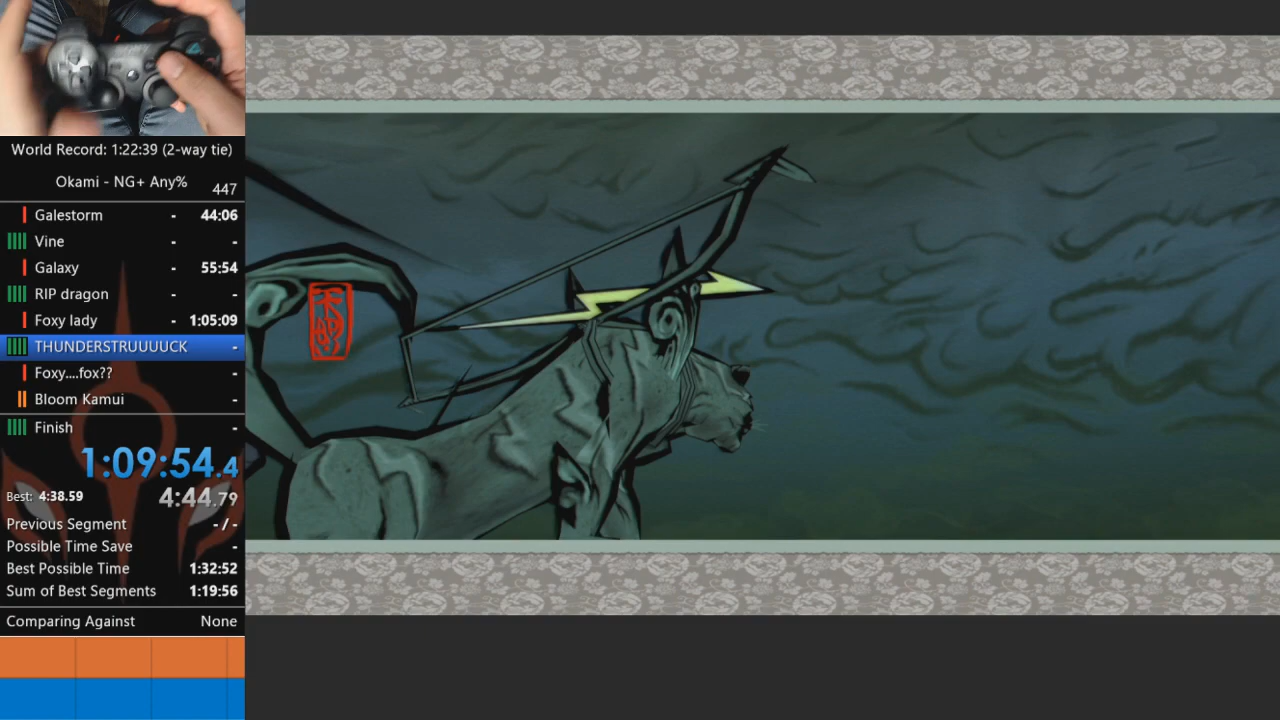 World Record: 1:22:39 (2-way tie)
Okami - NG+ Any%
447
Galestorm - 44:06
Vine - -
Galaxy - 55:54
RIP dragon - -
Foxy lady - 1:05:09
THUNDERSTRUUUUCK -
Foxy....fox?? -
Bloom Kamui -
Finish -
1:09:54.4
Best: 4:38.59 4:44.79
Previous Segment - / -
Possible Time Save -
Best Possible Time 1:32:52
Sum of Best Segments 1:19:56
Comparing Against None